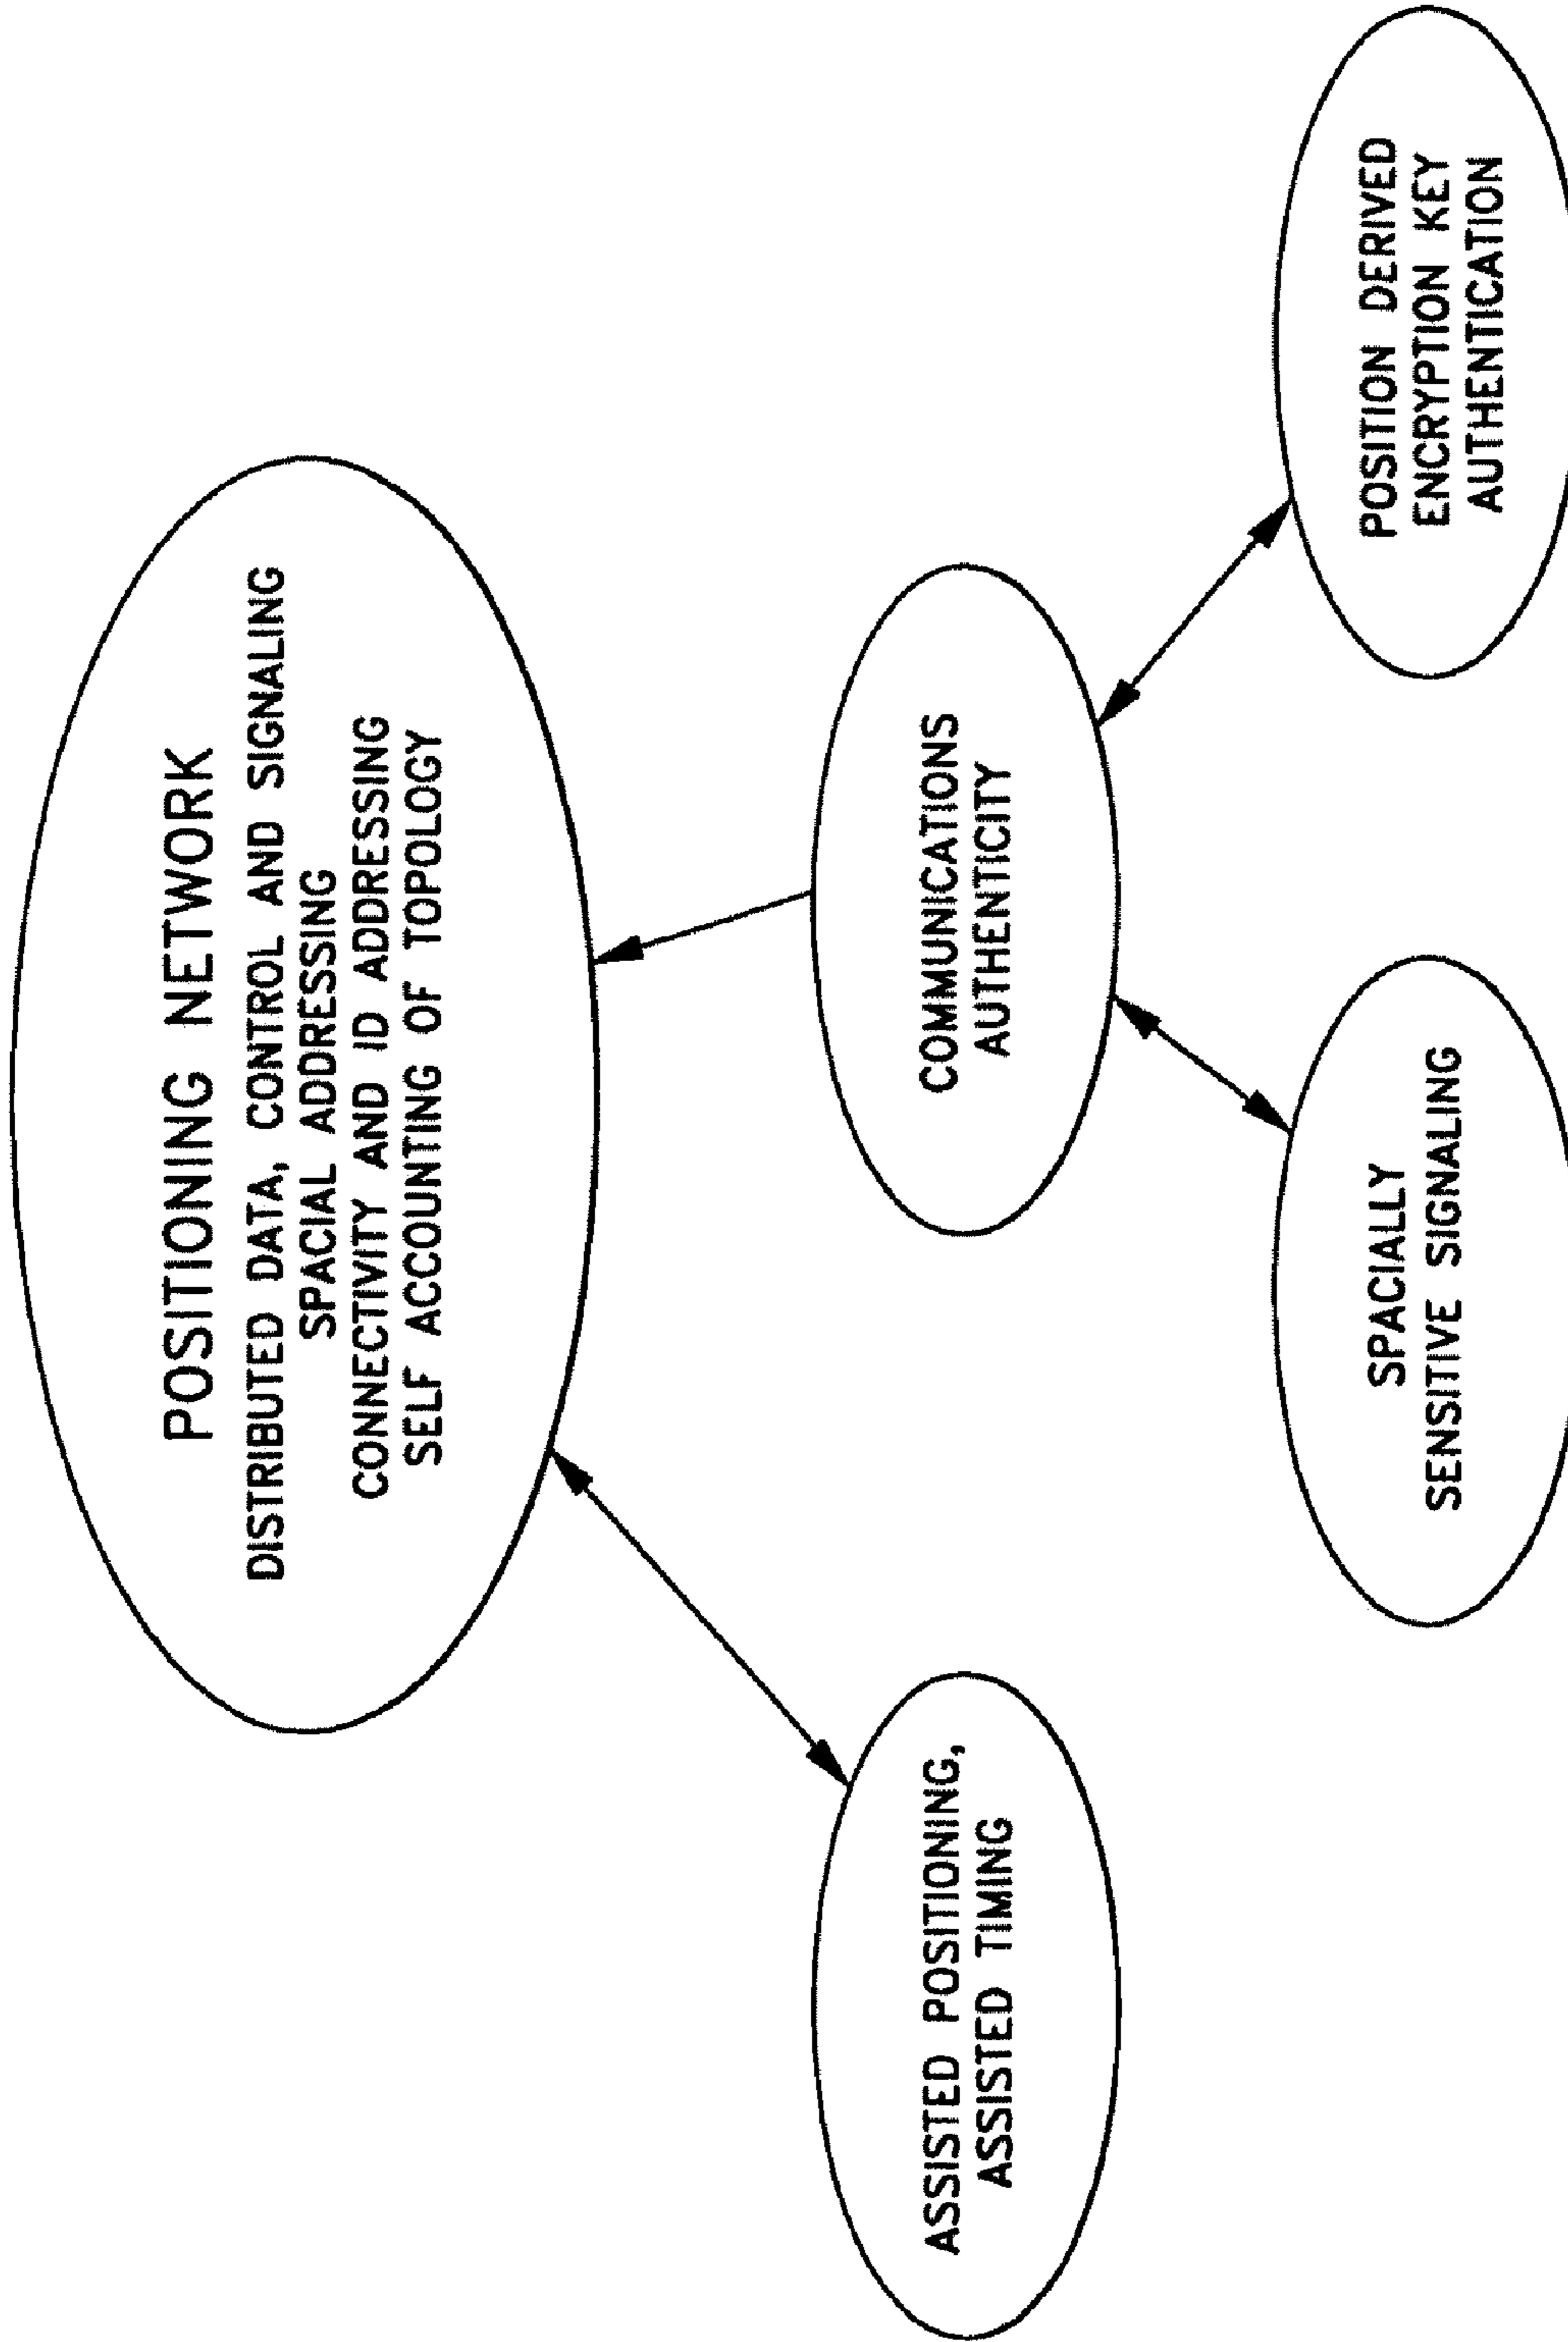 POSITIONING NETWORK
DISTRIBUTED DATA, CONTROL AND SIGNALING
SPACIAL ADDRESSING
CONNECTIVITY AND ID ADDRESSING
SELF ACCOUNTING OF TOPOLOGY
ASSISTED POSITIONING,
ASSISTED TIMING
COMMUNICATIONS
AUTHENTICITY
SPACIALLY
SENSITIVE SIGNALING
POSITION DERIVED
ENCRYPTION KEY
AUTHENTICATION